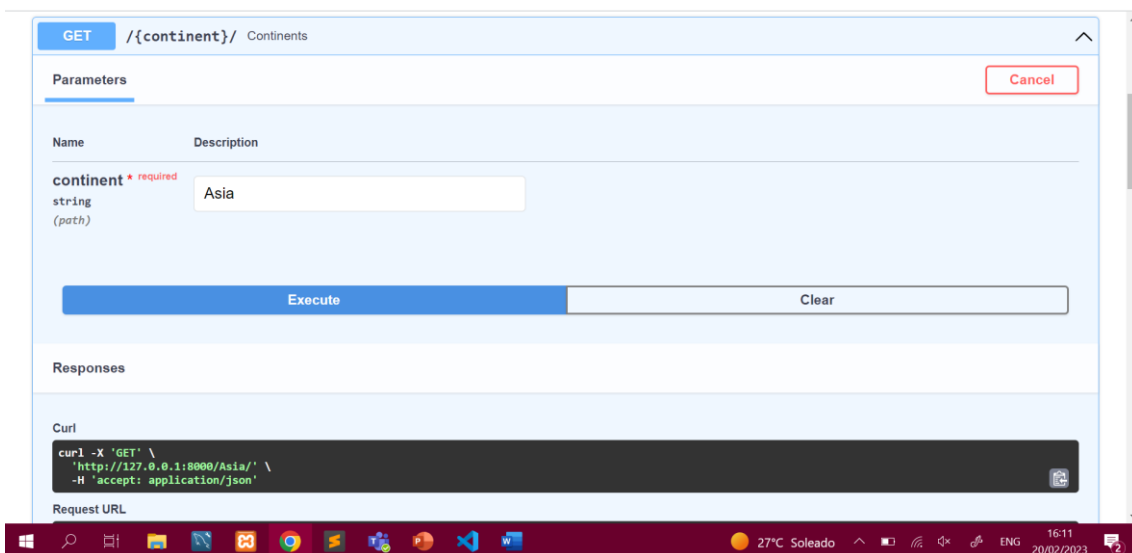 GET /{continent}/ Continents
Parameters
Cancel
Name Description
continent * required
string
(path)
Asia
Execute Clear
Responses
Curl
curl -X 'GET' \
'http://127.0.0.1:8000/Asia/' \
-H 'accept: application/json'
Request URL
27°C Soleado ENG 16:11
20/02/2023 2